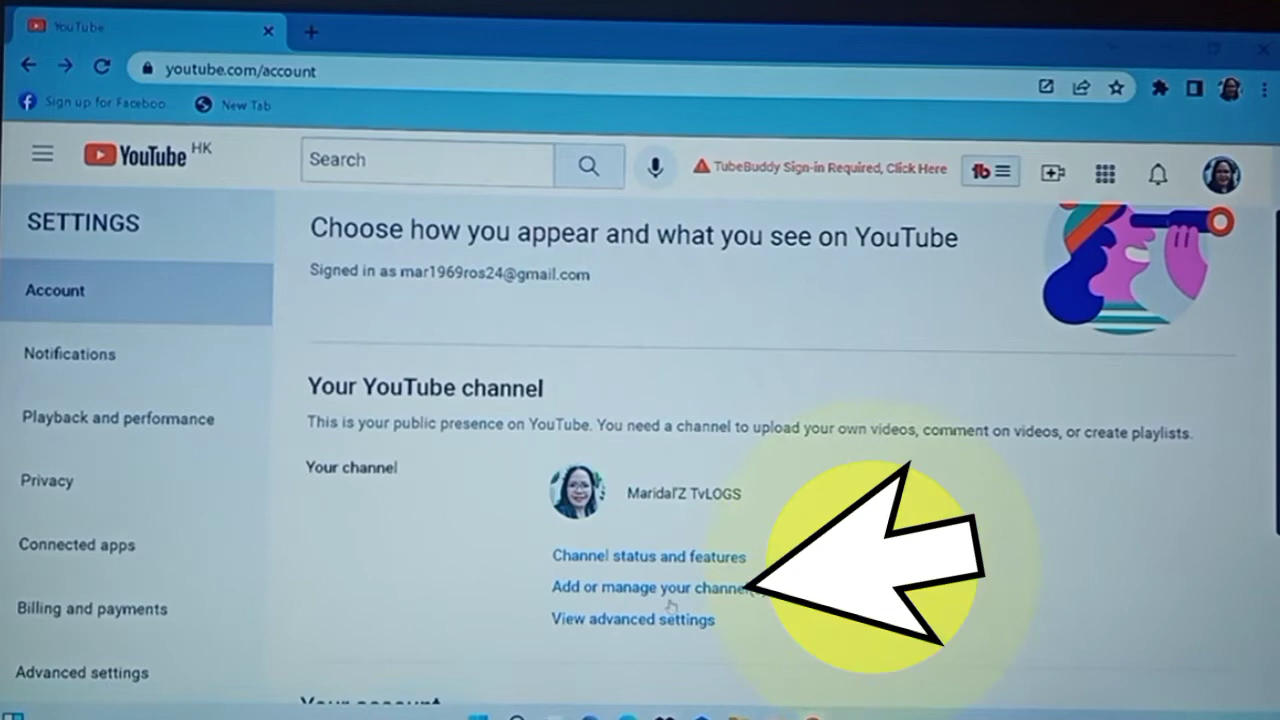 YouTube
youtube.com/account
Sign up for Faceboo...
New Tab
YouTube HK
Search
TubeBuddy Sign-in Required, Click Here
tb
SETTINGS
Choose how you appear and what you see on YouTube
Signed in as mar1969ros24@gmail.com
Account
Notifications
Your YouTube channel
Playback and performance
This is your public presence on YouTube. You need a channel to upload your own videos, comment on videos, or create playlists.
Your channel
Privacy
Maridal'Z TvLOGS
Connected apps
Channel status and features
Add or manage your channel
Billing and payments
View advanced settings
Advanced settings